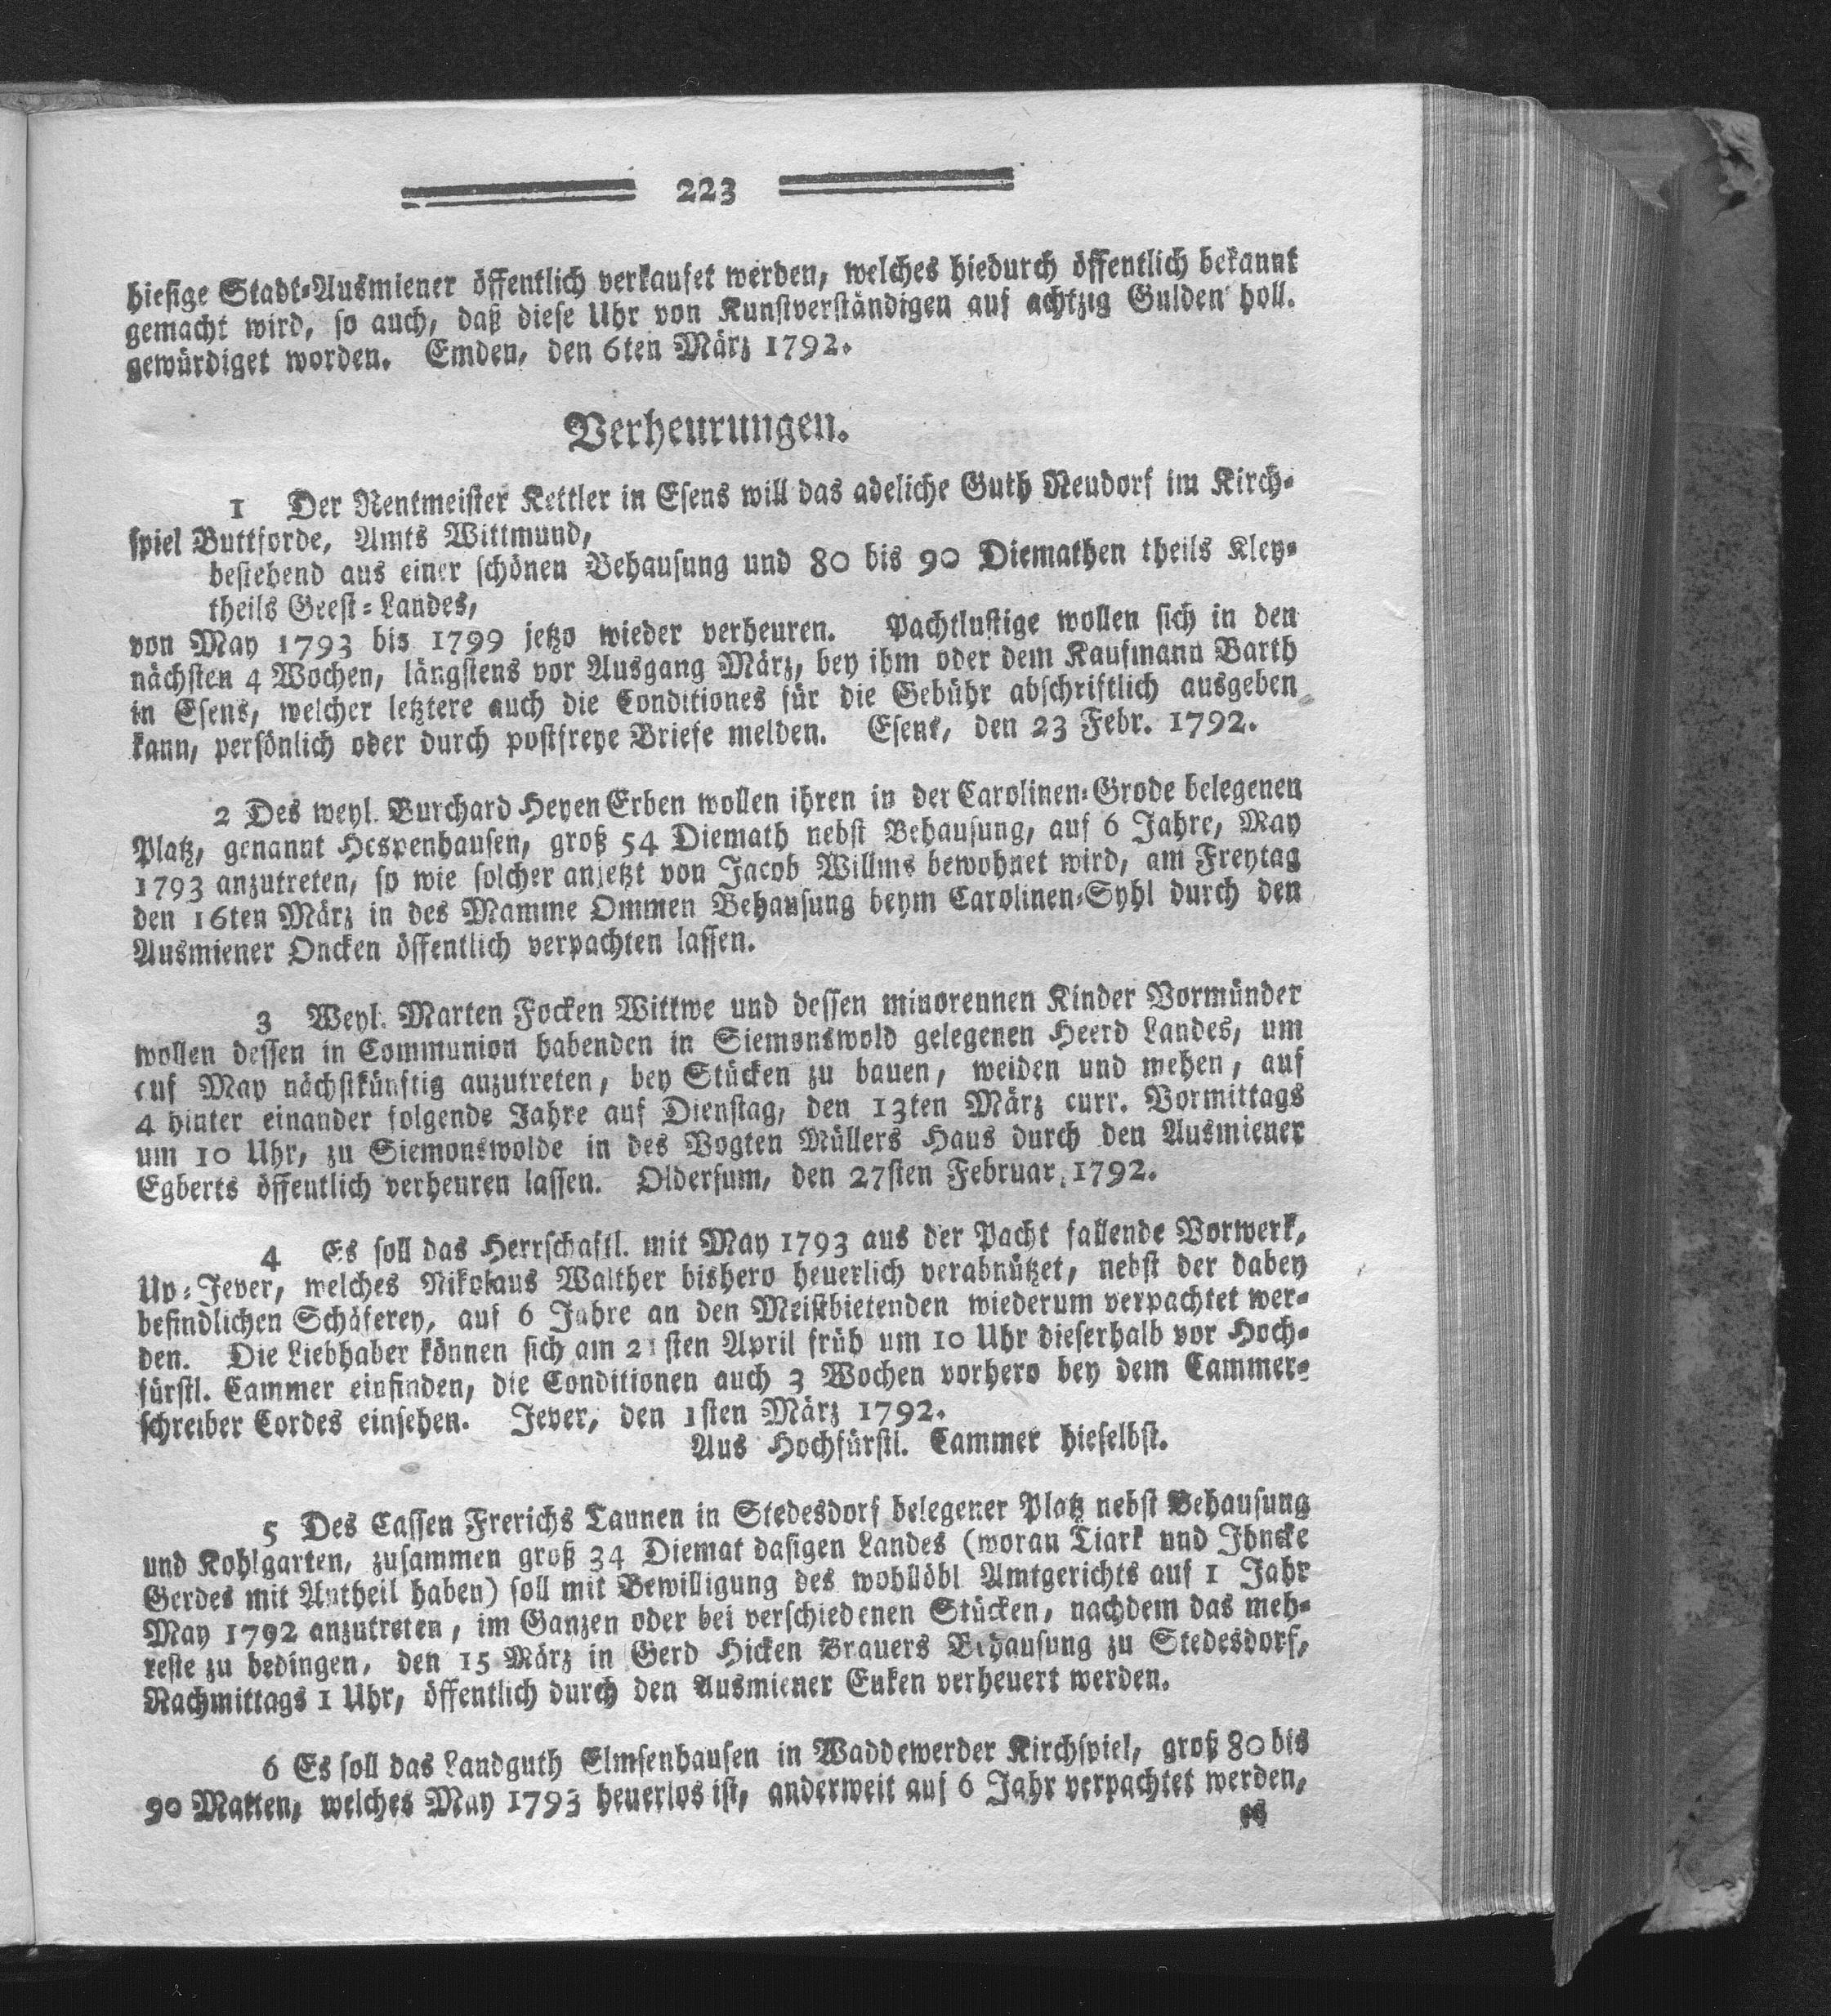 223
hiesige Stadt-Ausmiener öffentlich verkaufet werden, welches hiedurch öffentlich bekannt
gemacht wird, so auch, daß diese Uhr von Kunstverständigen auf achtzig Gulden holl.
gewürdiget worden. Emden, den 6ten März 1792.
Verheurungen.
1 Der Rentmeister Kettler in Esens will das adeliche Guth Neudorf im Kirch-
spiel Buttforde, Amts Wittmund,
bestehend aus einer schönen Behausung und 80 bis 90 Diemathen theils Kley-
theils Geest-Landes,
von May 1793 bis 1799 jetzo wieder verheuren. Pachtlustige wollen sich in den
nächsten 4 Wochen, längstens vor Ausgang März, bey ihm oder dem Kaufmann Barth
in Esens, welcher letztere auch die Conditiones für die Gebühr abschriftlich ausgeben
kann, persönlich oder durch postfreye Briefe melden. Esens, den 23 Febr. 1792.
2 Des weyl. Burchard Heyen Erben wollen ihren in der Carolinen-Grode belegenen
Platz, genannt Hespenhausen, groß 54 Diemath nebst Behausung, auf 6 Jahre, May
1793 anzutreten, so wie solcher anjetzt von Jacob Willms bewohnet wird, am Freytag
den 16ten März in des Mamme Ommen Behausung beym Carolinen-Syhl durch den
Ausmiener Oncken öffentlich verpachten lassen.
3 Weyl. Marten Focken Wittwe und dessen minorennen Kinder Vormünder
wollen dessen in Communion habenden in Siemonswold gelegenen Heerd Landes, um
auf May nächstkünftig anzutreten, bey Stücken zu bauen, weiden und mehen, auf
4 hinter einander folgende Jahre auf Dienstag, den 13ten März curr. Vormittags
um 10 Uhr, zu Siemonswolde in des Vogten Müllers Haus durch den Ausmiener
Egberts öffentlich verheuren lassen. Oldersum, den 27sten Februar, 1792.
4 Es soll das Herrschaftl. mit May 1793 aus der Pacht fallende Vorwerk,
Up-Jever, welches Nikolaus Walther bishero heuerlich verabnützet, nebst der dabey
befindlichen Schäferey, auf 6 Jahre an den Meistbietenden wiederum verpachtet wer-
den. Die Liebhaber können sich am 21sten April früh um 10 Uhr dieserhalb vor Hoch-
fürstl. Cammer einfinden, die Conditionen auch 3 Wochen vorhero bey dem Cammer-
schreiber Cordes einsehen. Jever, den 1sten März 1792.
Aus Hochfürstl. Cammer hieselbst.
5 Des Cassen Frerichs Taunen in Stedesdorf belegener Platz nebst Behausung
und Kohlgarten, zusammen groß 34 Diemat dasigen Landes (woran Tiark und Ihncke
Gerdes mit Antheil haben) soll mit Bewilligung des wohllöbl Amtgerichts auf 1 Jahr
May 1792 anzutreten, im Ganzen oder bei verschiedenen Stücken, nachdem das meh-
reste zu bedingen, den 15 März in Gerd Hicken Brauers Behausung zu Stedesdorf,
Nachmittags 1 Uhr, öffentlich durch den Ausmiener Euken verheuert werden.
6 Es soll das Landguth Elmsenhausen in Waddewerder Kirchspiel, groß 80 bis
90 Matten, welches May 1793 heuerlos ist, anderweit auf 6 Jahr verpachtet werden,
es